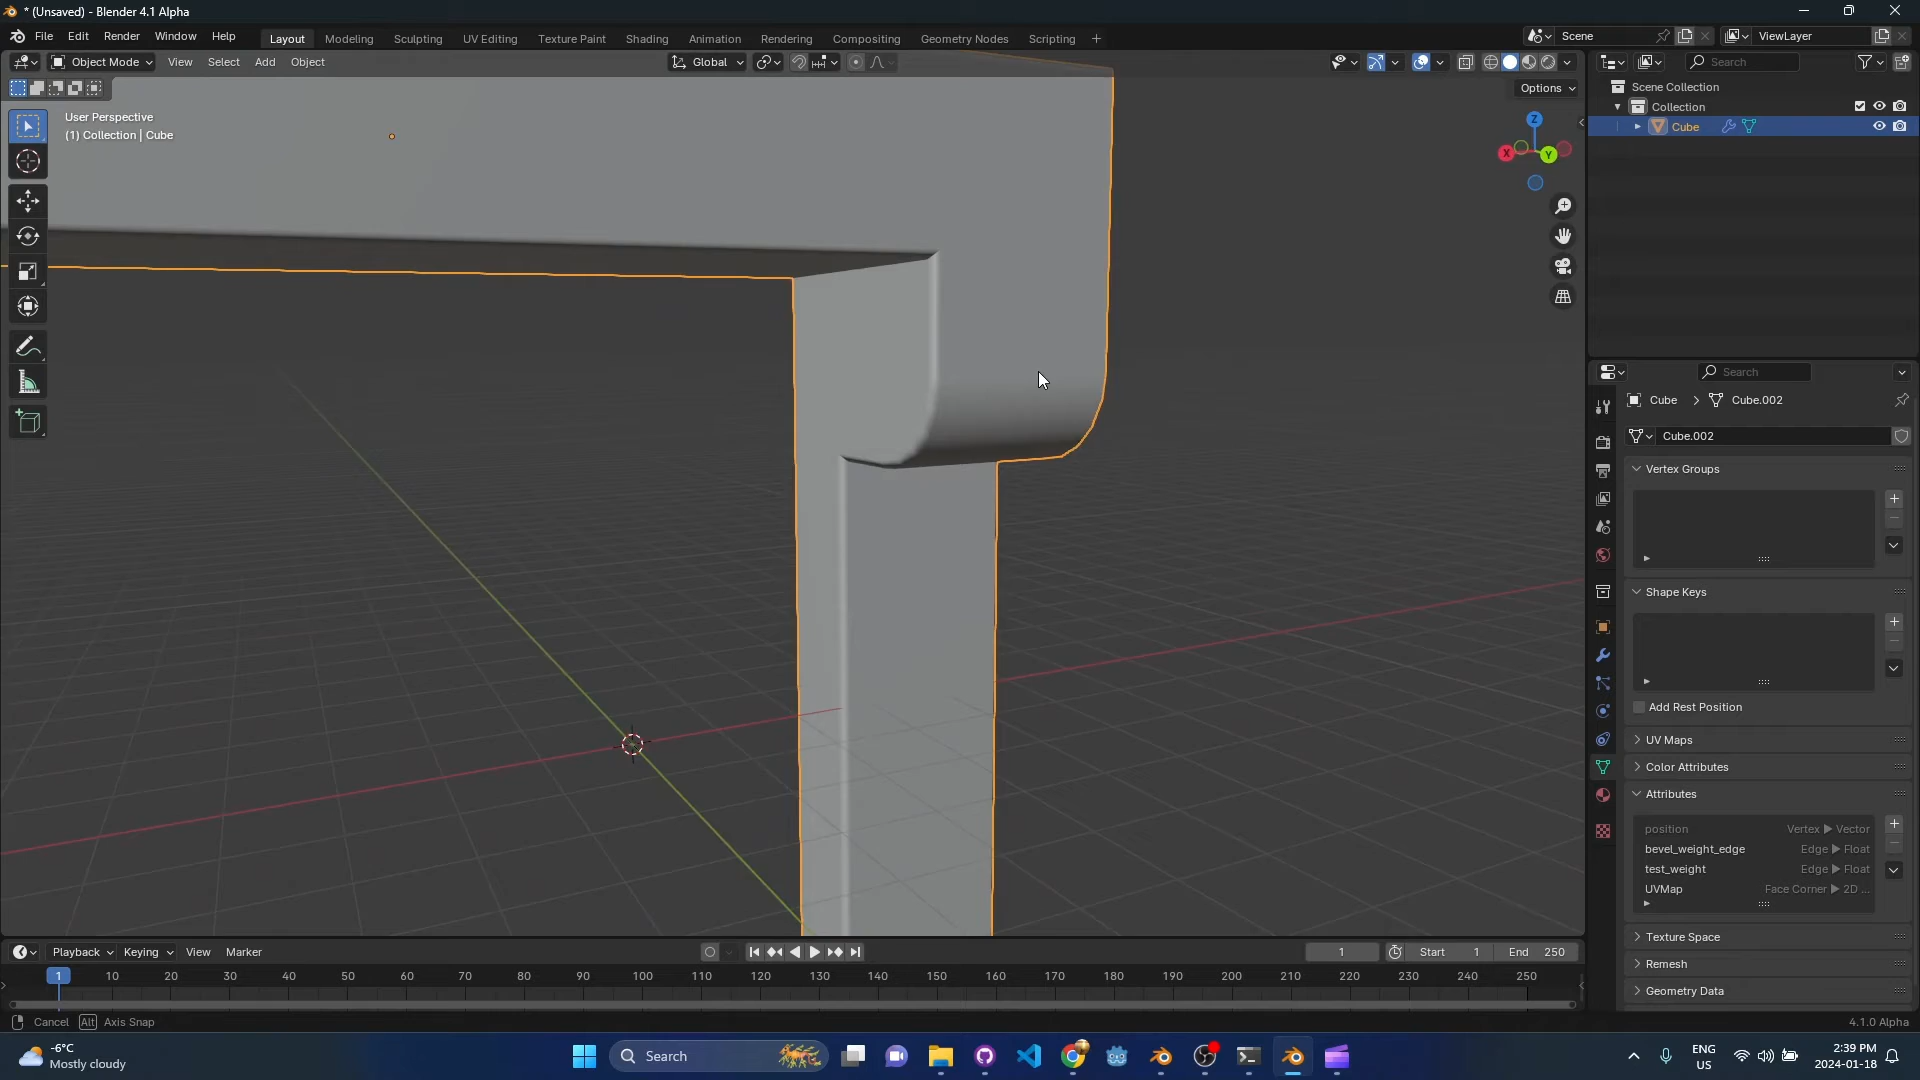 * (Unsaved) - Blender 4.1 Alpha
File Edit Render Window Help
Layout Modeling Sculpting UV Editing Texture Paint Shading Animation Rendering Compositing Geometry Nodes Scripting +
Scene
ViewLayer
Object Mode View Select Add Object
Global
Search
Options
User Perspective
(1) Collection | Cube
Z
X
Y
Scene Collection
Collection
Cube
Search
Cube > Cube.002
Cube.002
Vertex Groups
Shape Keys
Add Rest Position
UV Maps
Color Attributes
Attributes
position Vertex ▶ Vector
bevel_weight_edge Edge ▶ Float
test_weight Edge ▶ Float
UVMap Face Corner ▶ 2D ...
Texture Space
Remesh
Geometry Data
Playback Keying View Marker
1 Start 1 End 250
1 10 20 30 40 50 60 70 80 90 100 110 120 130 140 150 160 170 180 190 200 210 220 230 240 250
Cancel Alt Axis Snap
4.1.0 Alpha
-6°C
Mostly cloudy
Search
ENG
US
2:39 PM
2024-01-18